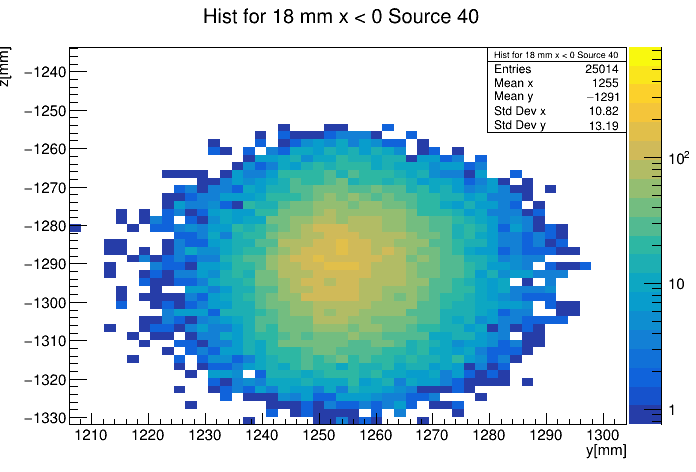 Hist for 18 mm x < 0 Source 40
z[mm]
Hist for 18 mm x < 0 Source 40
Entries 25014
Mean x 1255
Mean y −1291
Std Dev x 10.82
Std Dev y 13.19
−1240
−1250
−1260
−1270
−1280
−1290
−1300
−1310
−1320
−1330
10²
10
1
1210 1220 1230 1240 1250 1260 1270 1280 1290 1300
y[mm]